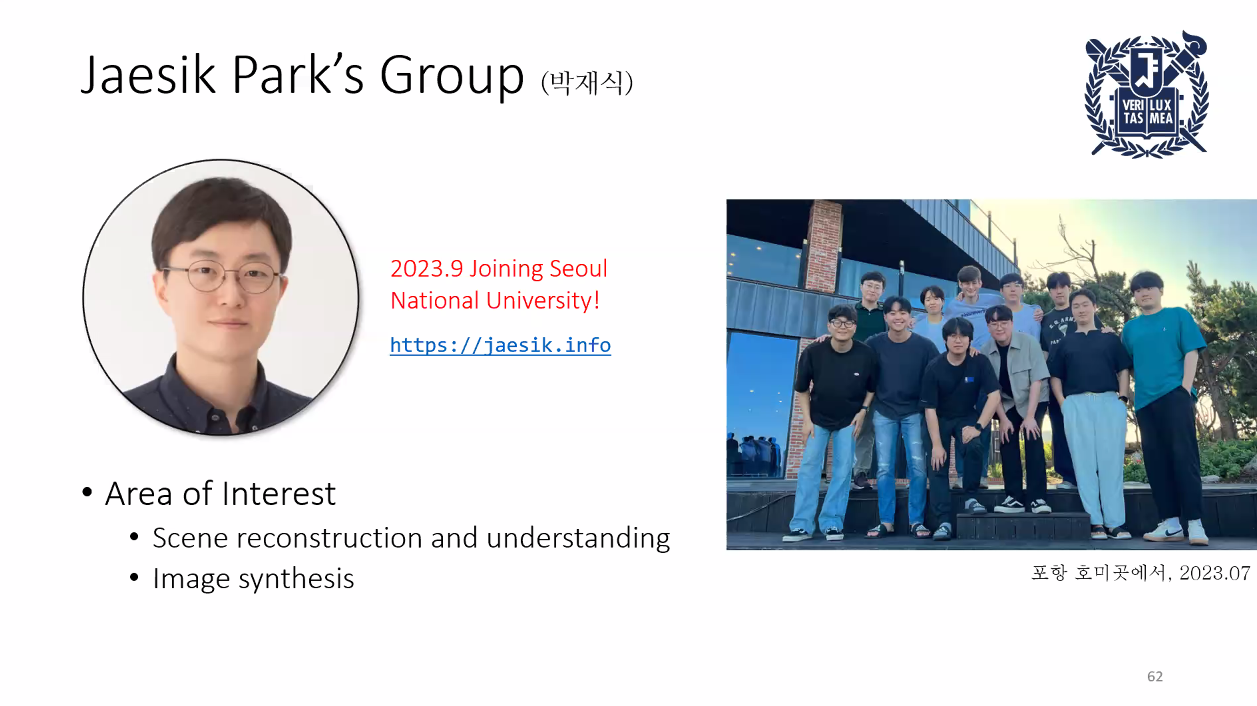 Jaesik Park’s Group (박재식)
VERI LUX
TAS MEA
2023.9 Joining Seoul
National University!
https://jaesik.info
• Area of Interest
• Scene reconstruction and understanding
• Image synthesis
포항 호미곶에서, 2023.07
62